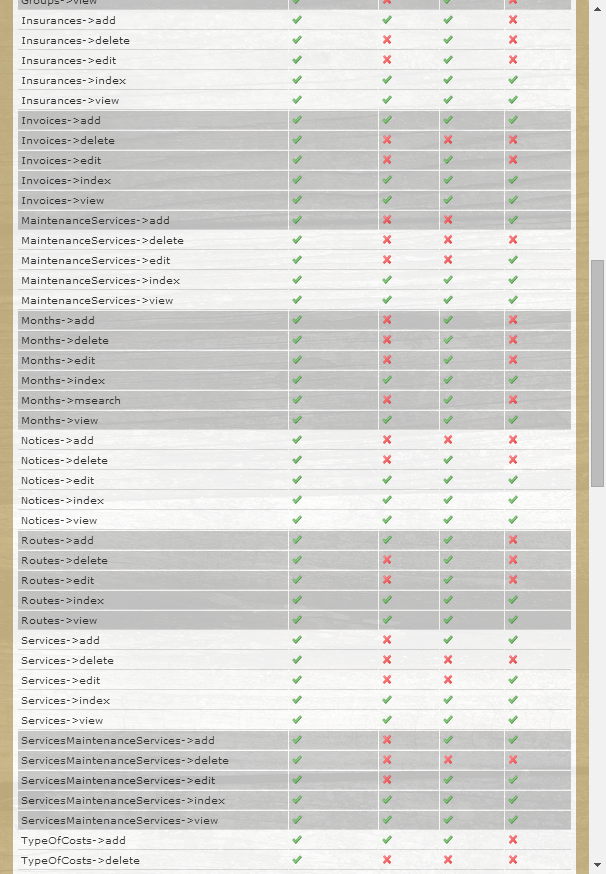 Groups->view
Insurances->add
Insurances->delete
Insurances->edit
Insurances->index
Insurances->view
Invoices->add
Invoices->delete
Invoices->edit
Invoices->index
Invoices->view
MaintenanceServices->add
MaintenanceServices->delete
MaintenanceServices->edit
MaintenanceServices->index
MaintenanceServices->view
Months->add
Months->delete
Months->edit
Months->index
Months->msearch
Months->view
Notices->add
Notices->delete
Notices->edit
Notices->index
Notices->view
Routes->add
Routes->delete
Routes->edit
Routes->index
Routes->view
Services->add
Services->delete
Services->edit
Services->index
Services->view
ServicesMaintenanceServices->add
ServicesMaintenanceServices->delete
ServicesMaintenanceServices->edit
ServicesMaintenanceServices->index
ServicesMaintenanceServices->view
TypeOfCosts->add
TypeOfCosts->delete